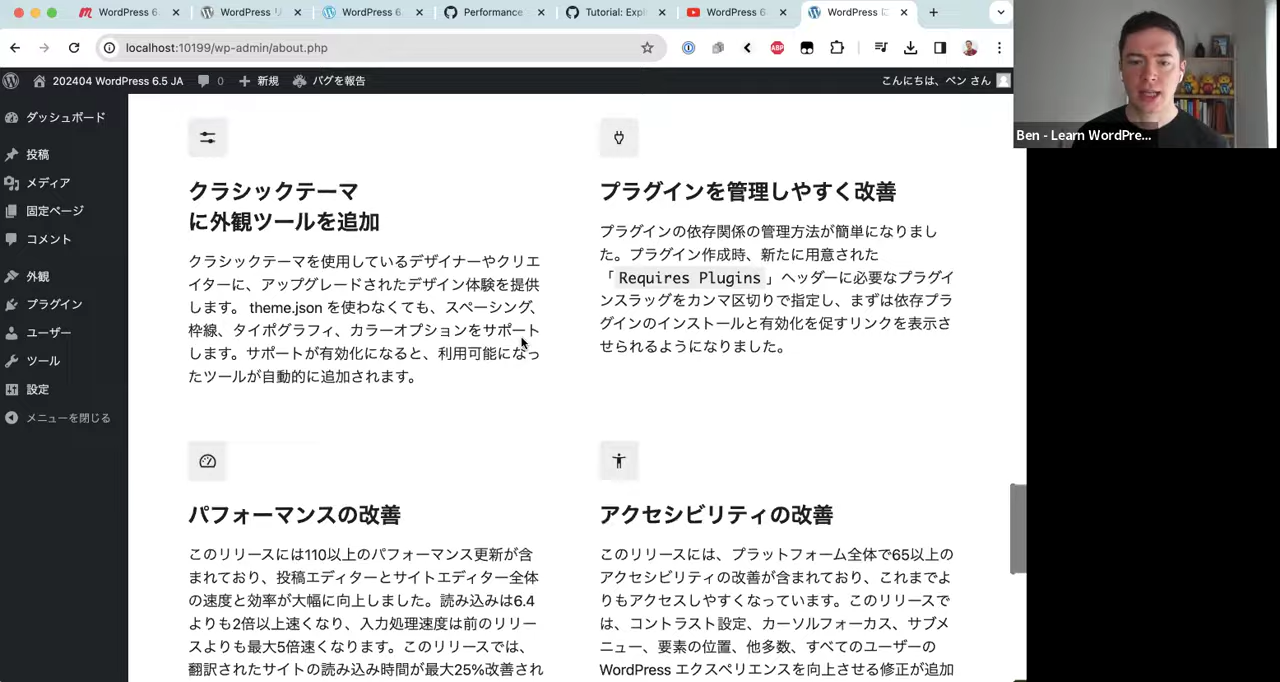 WordPress 6.
WordPress リ
WordPress 6
Performance
Tutorial: Expl
WordPress 6
WordPress に
localhost:10199/wp-admin/about.php
ABP
202404 WordPress 6.5 JA
0
新規
バグを報告
こんにちは、ベン さん
Ben - Learn WordPre...
ダッシュボード
投稿
メディア
固定ページ
コメント
外観
プラグイン
ユーザー
ツール
設定
メニューを閉じる
クラシックテーマ
に外観ツールを追加
クラシックテーマを使用しているデザイナーやクリエ
イターに、アップグレードされたデザイン体験を提供
します。 theme.json を使わなくても、スペーシング、
枠線、タイポグラフィ、カラーオプションをサポート
します。サポートが有効化になると、利用可能になっ
たツールが自動的に追加されます。
プラグインを管理しやすく改善
プラグインの依存関係の管理方法が簡単になりまし
た。プラグイン作成時、新たに用意された
「 Requires Plugins 」ヘッダーに必要なプラグイ
ンスラッグをカンマ区切りで指定し、まずは依存プラ
グインのインストールと有効化を促すリンクを表示さ
せられるようになりました。
パフォーマンスの改善
このリリースには110以上のパフォーマンス更新が含
まれており、投稿エディターとサイトエディター全体
の速度と効率が大幅に向上しました。読み込みは6.4
よりも2倍以上速くなり、入力処理速度は前のリリー
スよりも最大5倍速くなります。このリリースでは、
翻訳されたサイトの読み込み時間が最大25%改善され
アクセシビリティの改善
このリリースには、プラットフォーム全体で65以上の
アクセシビリティの改善が含まれており、これまでよ
りもアクセスしやすくなっています。このリリースで
は、コントラスト設定、カーソルフォーカス、サブメ
ニュー、要素の位置、他多数、すべてのユーザーの
WordPress エクスペリエンスを向上させる修正が追加